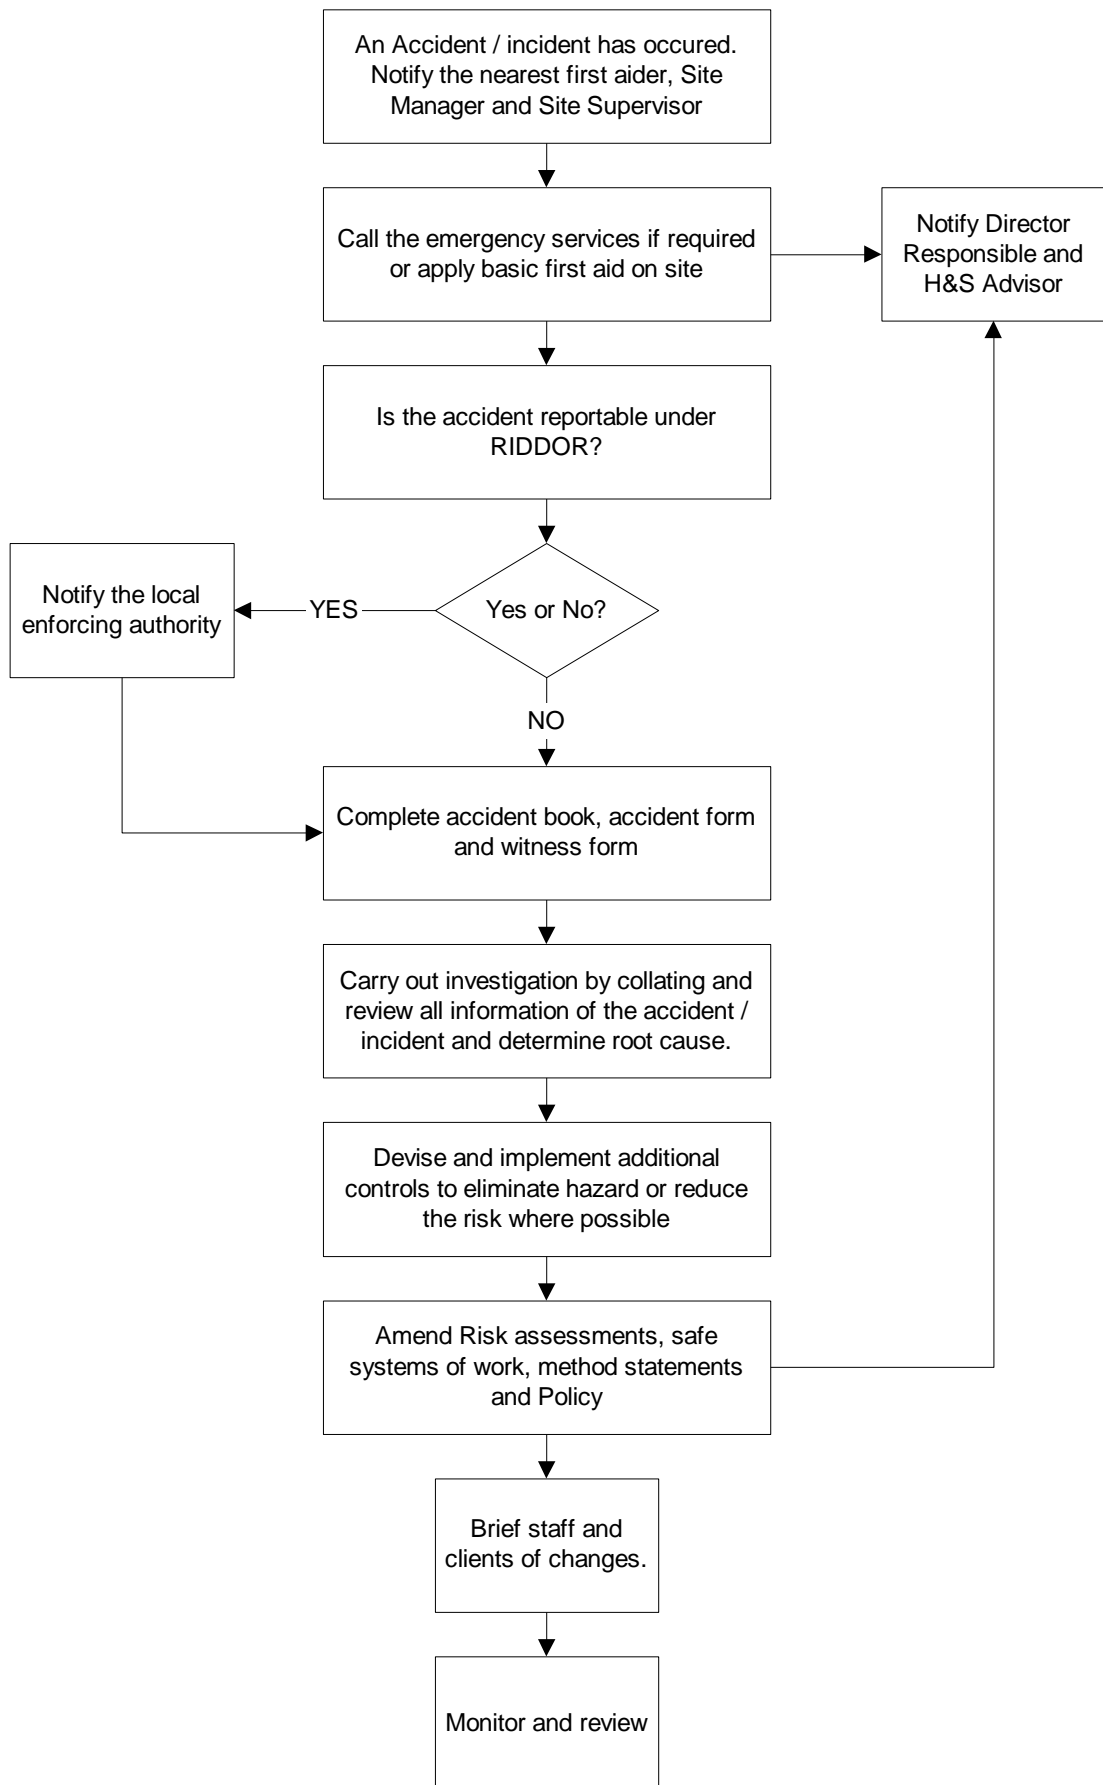 An Accident / incident has occured.
Notify the nearest first aider, Site
Manager and Site Supervisor
Call the emergency services if required
or apply basic first aid on site
Notify Director
Responsible and
H&S Advisor
Is the accident reportable under
RIDDOR?
Notify the local
enforcing authority
YES
Yes or No?
NO
Complete accident book, accident form
and witness form
Carry out investigation by collating and
review all information of the accident /
incident and determine root cause.
Devise and implement additional
controls to eliminate hazard or reduce
the risk where possible
Amend Risk assessments, safe
systems of work, method statements
and Policy
Brief staff and
clients of changes.
Monitor and review